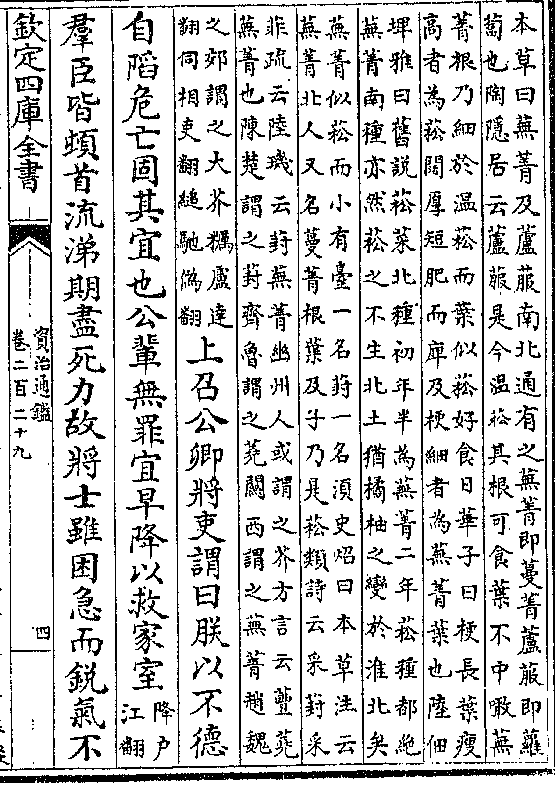 本草曰蕪菁及蘆菔南北通有之蕪菁即蔓菁蘆菔即蘿
蔔也陶隱居云蘆菔是今温菘其根可食葉不中噉蕪
菁根乃細於温菘而葉似菘好食日華子曰梗長葉瘦
高者為菘闊厚短肥而庳及梗細者為蕪菁葉也陸佃
埤雅曰舊說菘菜北種初年半為蕪菁二年菘種都絶
蕪菁南種亦然菘之不生北土猶橘柚之變於淮北矣
蕪菁似菘而小有臺一名葑一名須史炤曰本草注云
蕪菁北人又名蔓菁根葉及子乃是菘類詩云采葑采
菲疏云陸璣云葑蕪菁幽州人或謂之芥方言云蘴蕘
蕪菁也陳楚謂之葑齊魯謂之蕘關西謂之蕪菁趙魏
之郊謂之大芥盧達
翻伺相吏翻縋馳偽翻
上召公卿將吏謂曰朕以不德
自陷危亡固其宜也公輩無罪宜早降以救家室
降户
江翻
羣臣皆頓首流涕期盡死力故將士雖困急而鋭氣不
欽定四庫全書
資治通鑑
卷二百二十九
四